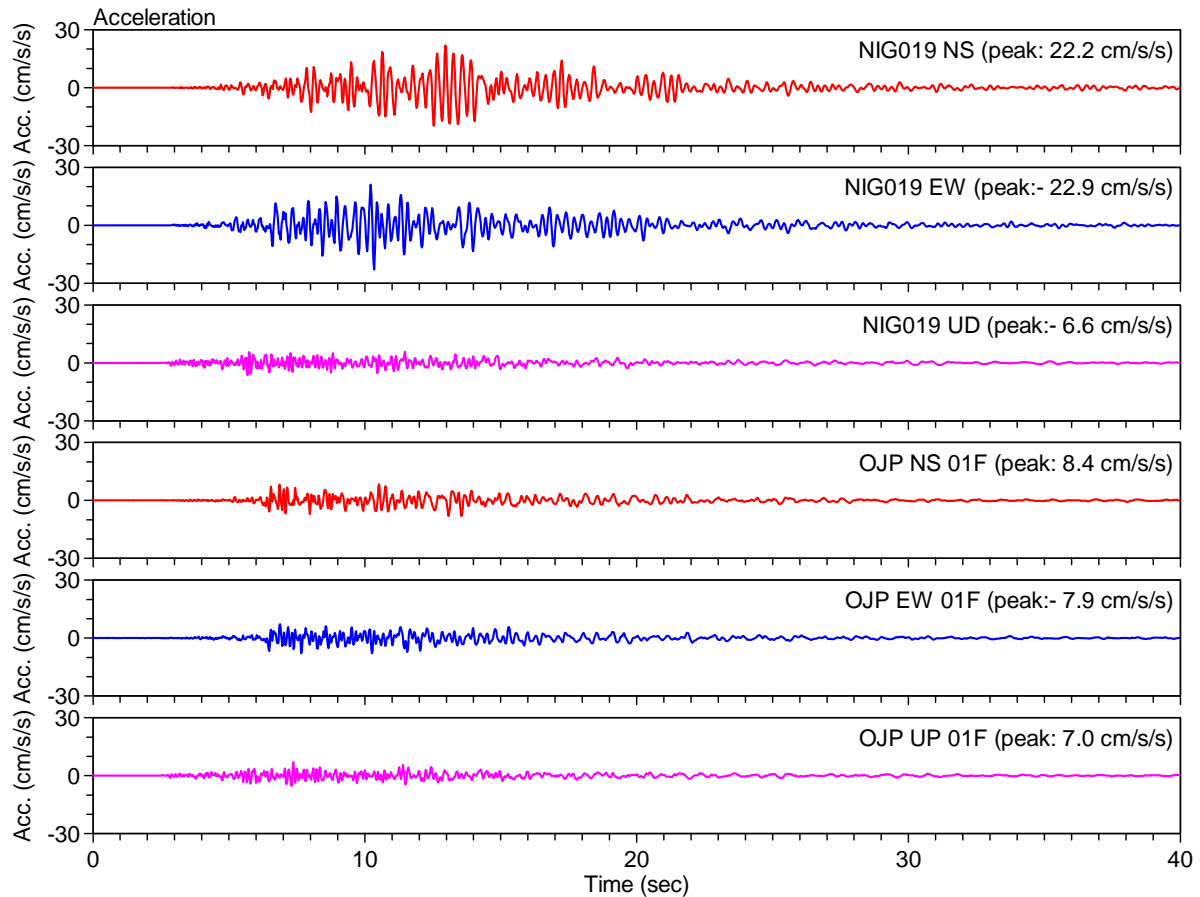 Acceleration
Acc. (cm/s/s)
30
0
-30
NIG019 NS (peak: 22.2 cm/s/s)
Acc. (cm/s/s)
30
0
-30
NIG019 EW (peak:- 22.9 cm/s/s)
Acc. (cm/s/s)
30
0
-30
NIG019 UD (peak:- 6.6 cm/s/s)
Acc. (cm/s/s)
30
0
-30
OJP NS 01F (peak: 8.4 cm/s/s)
Acc. (cm/s/s)
30
0
-30
OJP EW 01F (peak:- 7.9 cm/s/s)
Acc. (cm/s/s)
30
0
-30
OJP UP 01F (peak: 7.0 cm/s/s)
0 10 20 30 40
Time (sec)